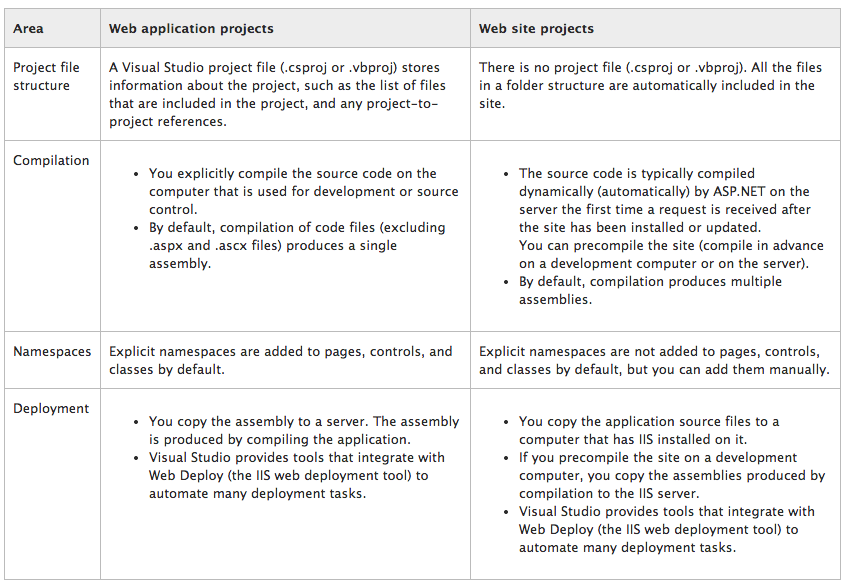 Area
Web application projects
Web site projects
Project file
structure
A Visual Studio project file (.csproj or .vbproj) stores
information about the project, such as the list of files
that are included in the project, and any project-to-
project references.
There is no project file (.csproj or .vbproj). All the files
in a folder structure are automatically included in the
site.
Compilation
• You explicitly compile the source code on the
computer that is used for development or source
control.
• By default, compilation of code files (excluding
.aspx and .ascx files) produces a single
assembly.
• The source code is typically compiled
dynamically (automatically) by ASP.NET on the
server the first time a request is received after
the site has been installed or updated.
You can precompile the site (compile in advance
on a development computer or on the server).
• By default, compilation produces multiple
assemblies.
Namespaces
Explicit namespaces are added to pages, controls, and
classes by default.
Explicit namespaces are not added to pages, controls,
and classes by default, but you can add them manually.
Deployment
• You copy the assembly to a server. The assembly
is produced by compiling the application.
• Visual Studio provides tools that integrate with
Web Deploy (the IIS web deployment tool) to
automate many deployment tasks.
• You copy the application source files to a
computer that has IIS installed on it.
• If you precompile the site on a development
computer, you copy the assemblies produced by
compilation to the IIS server.
• Visual Studio provides tools that integrate with
Web Deploy (the IIS web deployment tool) to
automate many deployment tasks.